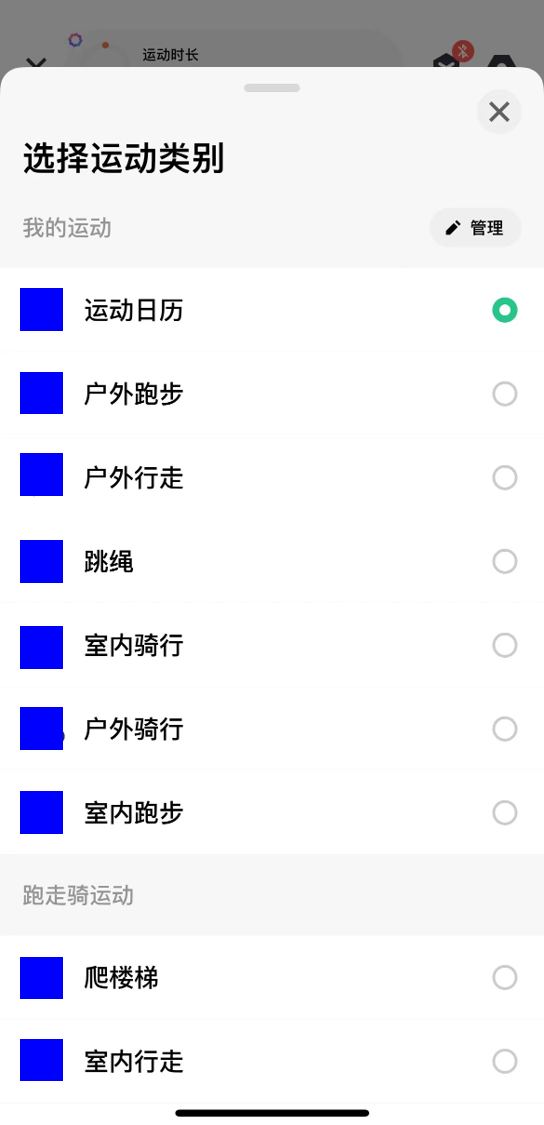 运动时长
选择运动类别
我的运动
管理
运动日历
户外跑步
户外行走
跳绳
室内骑行
户外骑行
室内跑步
跑走骑运动
爬楼梯
室内行走